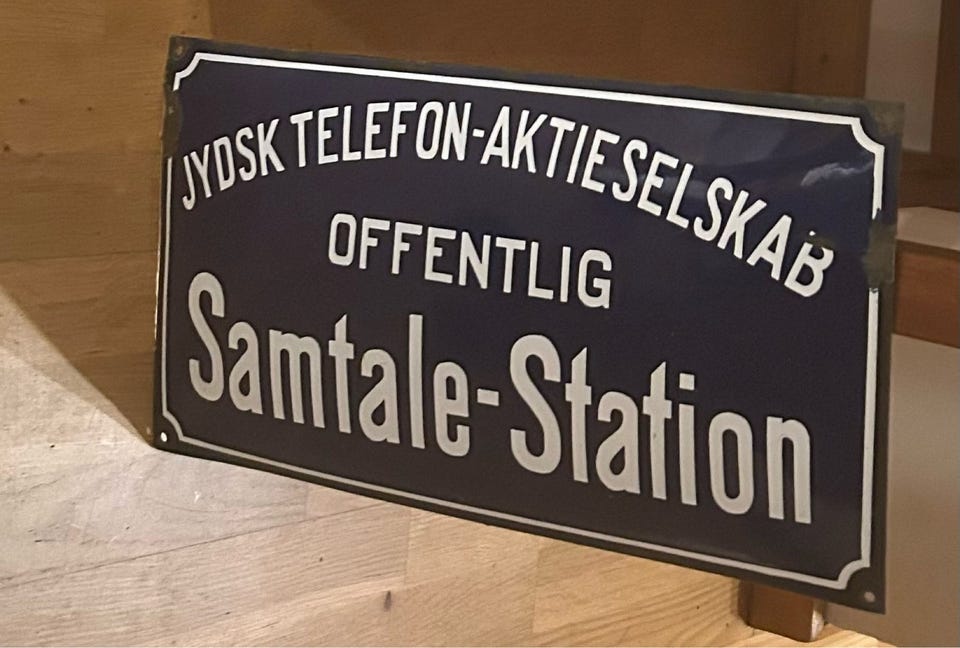 JYDSK TELEFON-AKTIESELSKAB
OFFENTLIG
Samtale-Station